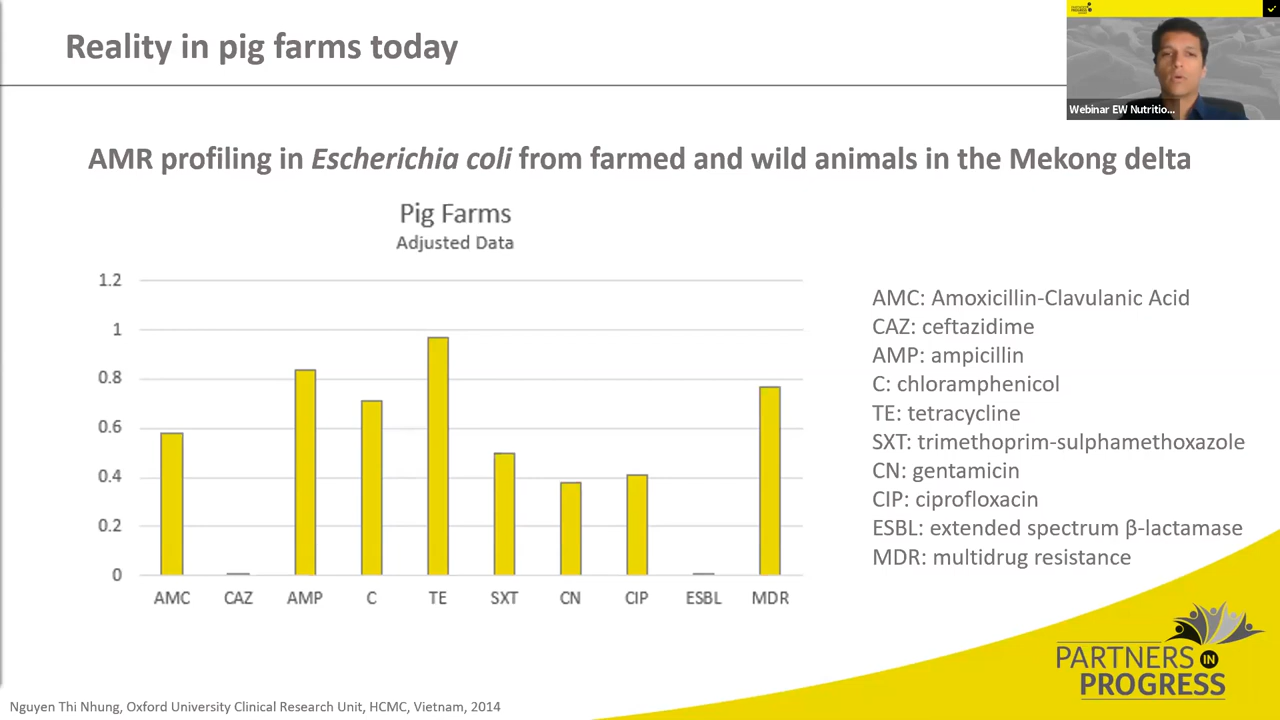 Reality in pig farms today
PARTNERS IN
PROGRESS
Webinar EW Nutritio...
AMR profiling in Escherichia coli from farmed and wild animals in the Mekong delta
Pig Farms
Adjusted Data
1.2
1
0.8
0.6
0.4
0.2
0
AMC CAZ AMP C TE SXT CN CIP ESBL MDR
AMC: Amoxicillin-Clavulanic Acid
CAZ: ceftazidime
AMP: ampicillin
C: chloramphenicol
TE: tetracycline
SXT: trimethoprim-sulphamethoxazole
CN: gentamicin
CIP: ciprofloxacin
ESBL: extended spectrum β-lactamase
MDR: multidrug resistance
PARTNERS IN
PROGRESS
Nguyen Thi Nhung, Oxford University Clinical Research Unit, HCMC, Vietnam, 2014